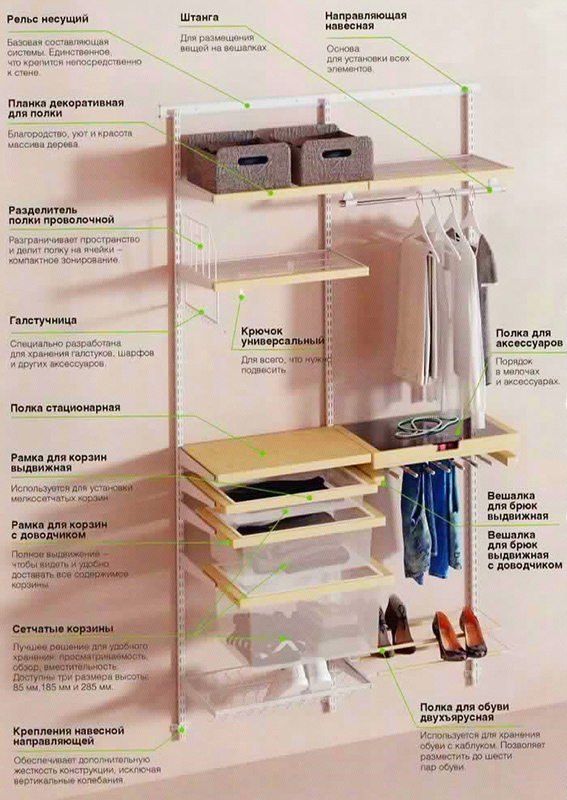 Рельс несущий
Базовая составляющая
системы. Единственное,
что крепится непосредственно
к стене.
Штанга
Для размещения
вещей на вешалках.
Направляющая
навесная
Основа
для установки всех
элементов.
Планка декоративная
для полки
Благородство, уют и красота
массива дерева.
Разделитель
полки проволочной
Разграничивает пространство
и делит полку на ячейки –
компактное зонирование.
Галстучница
Специально разработана
для хранения галстуков, шарфов
и других аксессуаров.
Крючок
универсальный
Для всего, что нужно
подвесить.
Полка для
аксессуаров
Порядок
в мелочах
и аксессуарах.
Полка стационарная
Рамка для корзин
выдвижная
Используется для установки
мелкосетчатых корзин.
Рамка для корзин
с доводчиком
Полное выдвижение –
чтобы видеть и удобно
доставать все содержимое
корзины.
Вешалка
для брюк
выдвижная
Вешалка
для брюк
выдвижная
с доводчиком
Сетчатые корзины
Лучшее решение для удобного
хранения: просматриваемость,
обзор, вместительность.
Доступны три размера высоты:
85 мм,185 мм и 285 мм.
Крепления навесной
направляющей
Обеспечивает дополнительную
жесткость конструкции, исключая
вертикальные колебания.
Полка для обуви
двухъярусная
Используется для хранения
обуви с каблуком. Позволяет
разместить до шести
пар обуви.